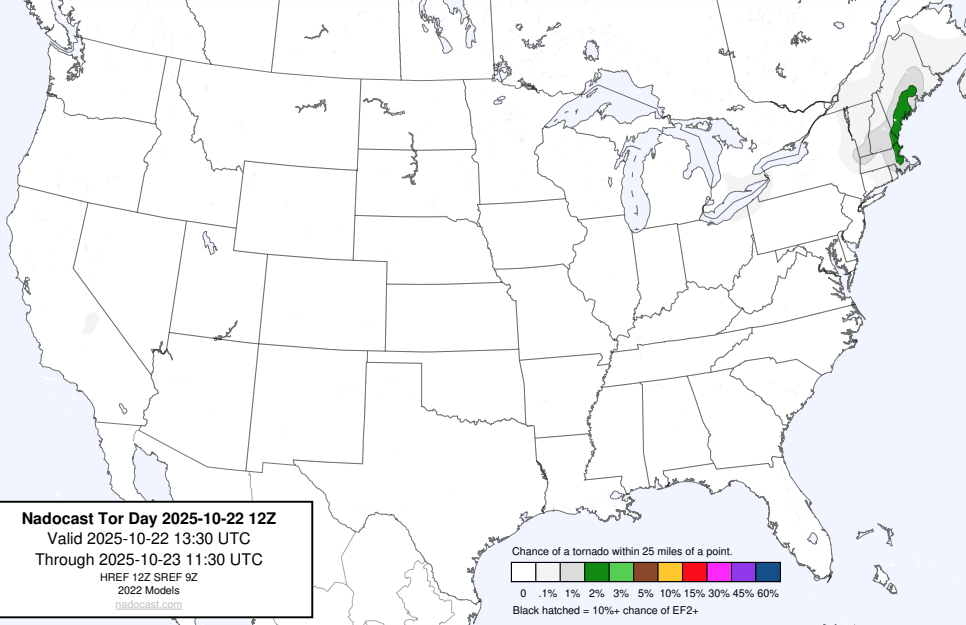 Nadocast Tor Day 2025-10-22 12Z
Valid 2025-10-22 13:30 UTC
Through 2025-10-23 11:30 UTC
HREF 12Z SREF 9Z
2022 Models
nadocast.com
Chance of a tornado within 25 miles of a point.
0 .1% 1% 2% 3% 5% 10% 15% 30% 45% 60%
Black hatched = 10%+ chance of EF2+